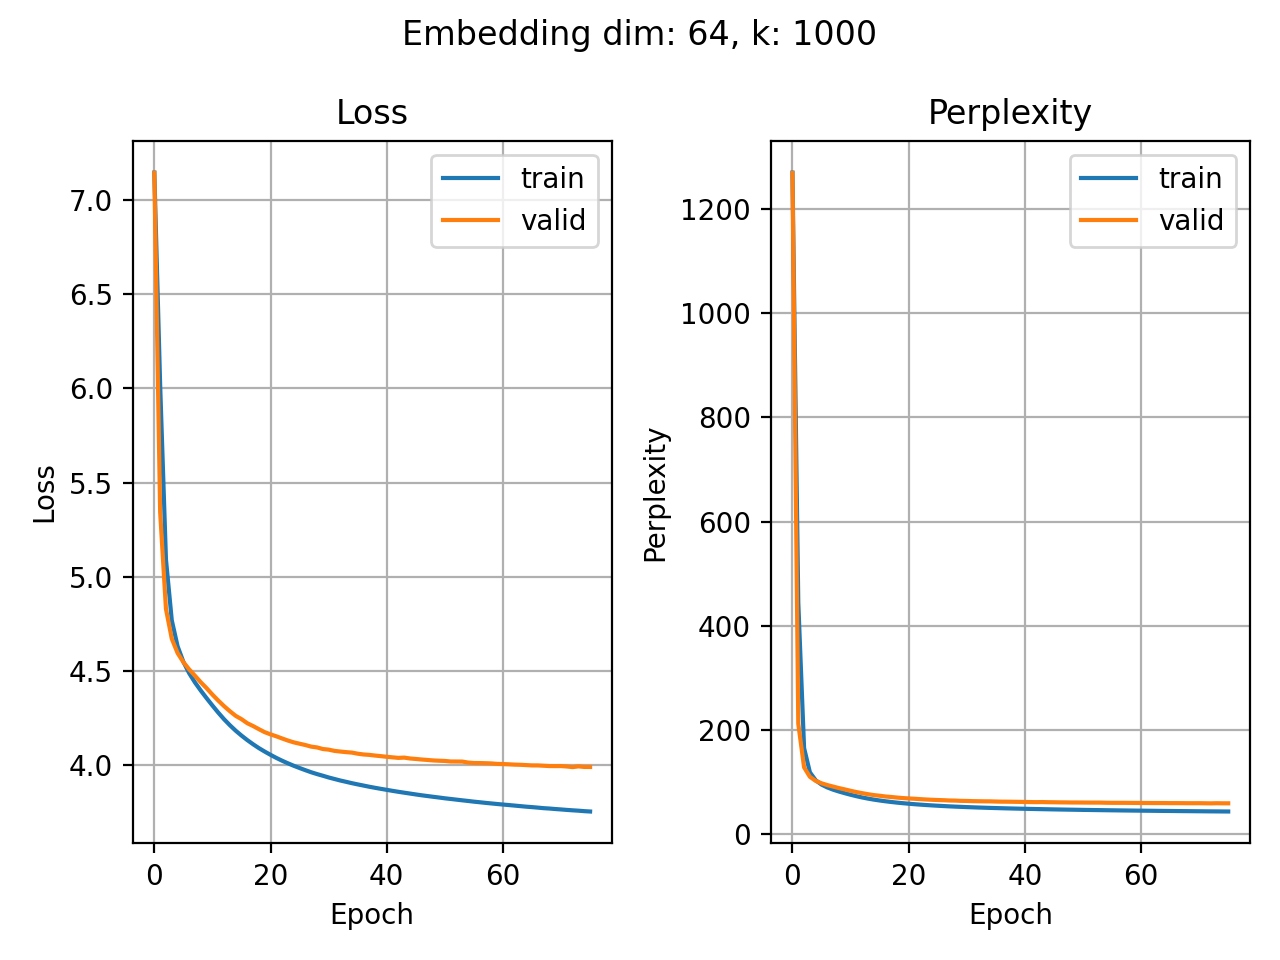 Embedding dim: 64, k: 1000
Loss
train
valid
7.0
6.5
6.0
5.5
5.0
4.5
4.0
Loss
0 20 40 60
Epoch
Perplexity
train
valid
1200
1000
800
600
400
200
0
Perplexity
0 20 40 60
Epoch